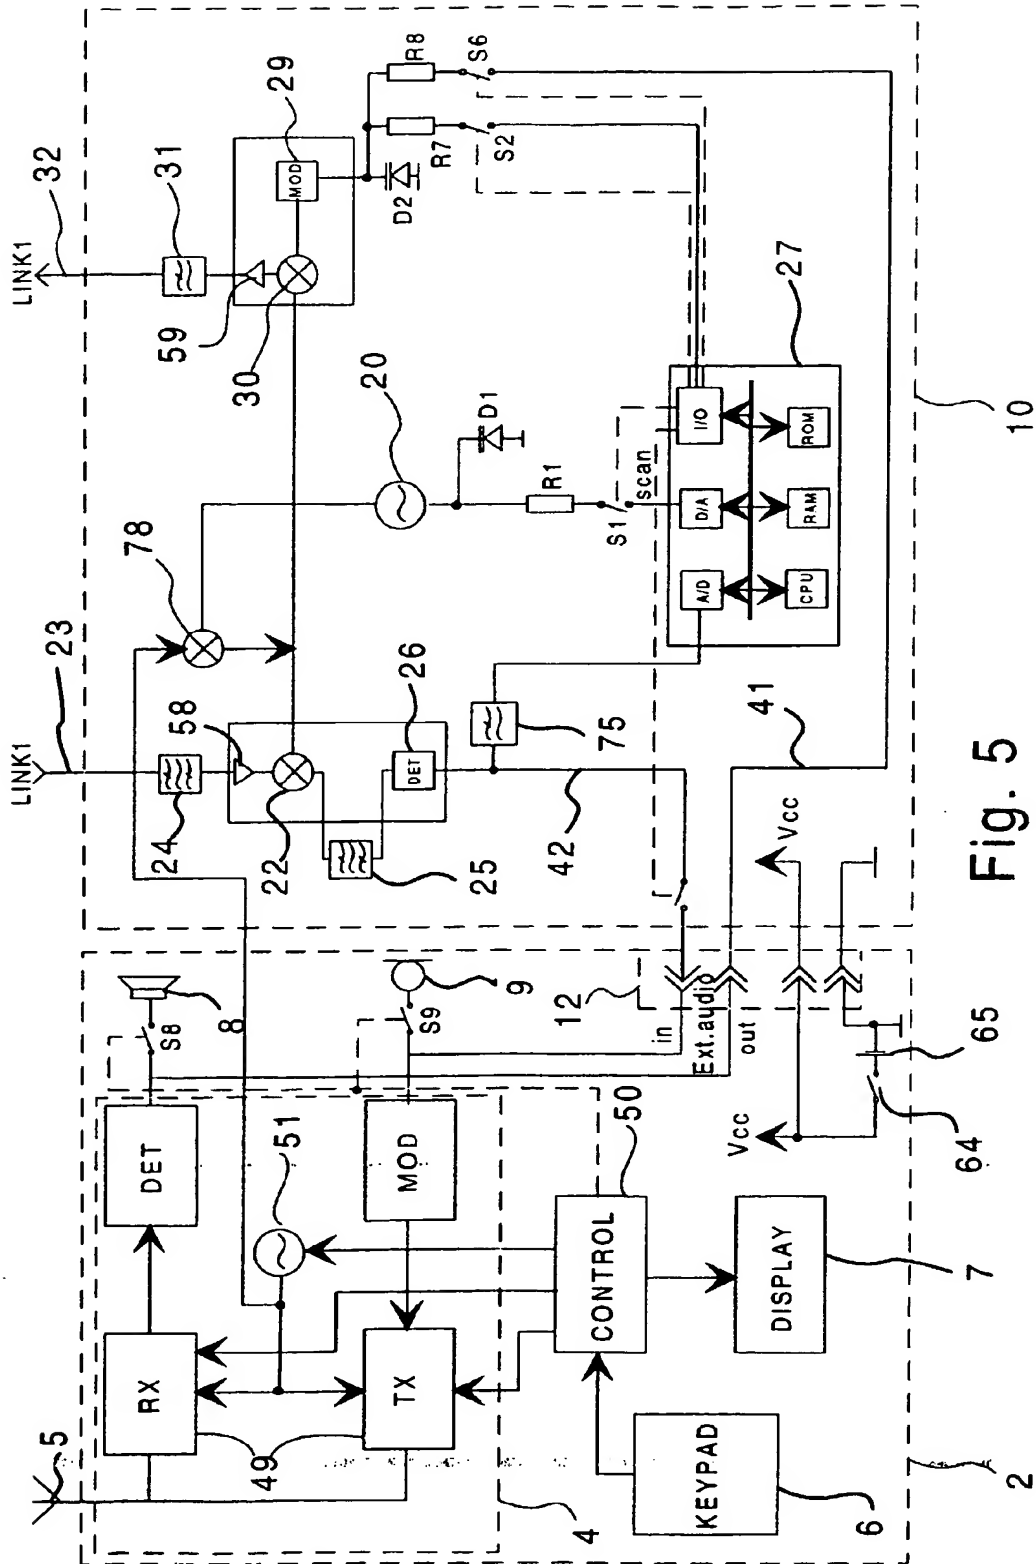 LINK1
32
31
29
MOD
59
30
R8
S6
R7
S2
D2
20
D1
R1
S1
scan
27
I/O
D/A
A/D
ROM
RAM
CPU
10
LINK1
23
78
58
24
22
26
DET
25
75
42
41
Vcc
8
S8
9
S9
12
in
Ext.audio
out
65
64
Vcc
DET
51
MOD
50
CONTROL
DISPLAY
7
RX
TX
49
5
4
KEYPAD
6
2
Fig. 5